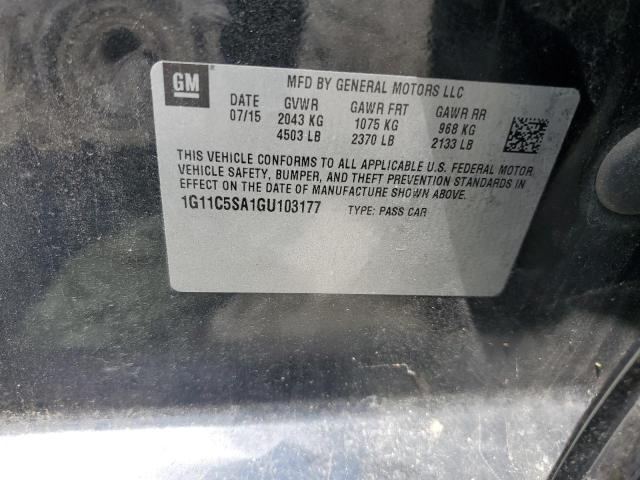 GM
MFD BY GENERAL MOTORS LLC
DATE GVWR GAWR FRT GAWR RR
07/15 2043 KG 1075 KG 968 KG
4503 LB 2370 LB 2133 LB
THIS VEHICLE CONFORMS TO ALL APPLICABLE U.S. FEDERAL MOTOR
VEHICLE SAFETY, BUMPER, AND THEFT PREVENTION STANDARDS IN
EFFECT ON THE DATE OF MANUFACTURE SHOWN ABOVE.
1G11C5SA1GU103177 TYPE: PASS CAR